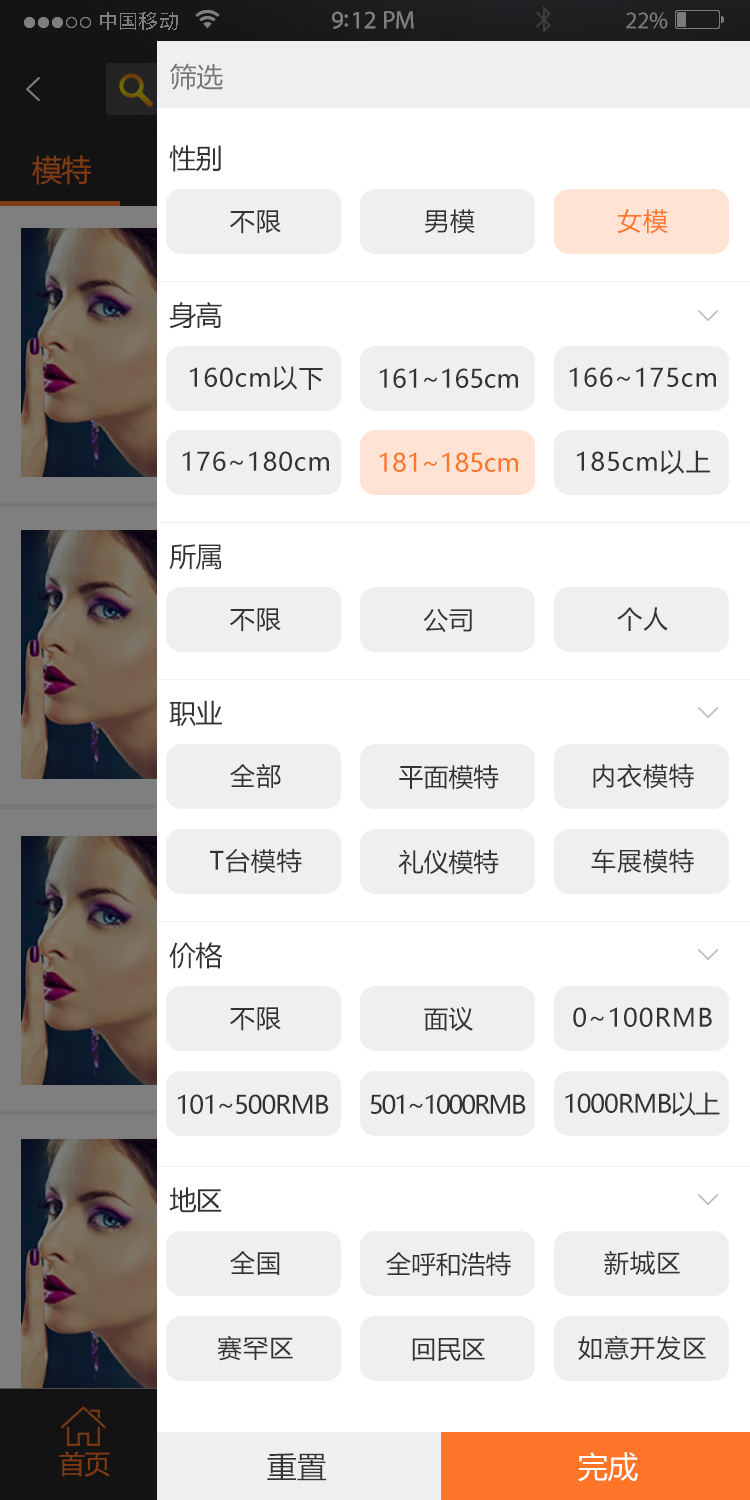 中国移动 9:12 PM 22%
筛选
模特
性别
不限 男模 女模
身高
160cm以下 161~165cm 166~175cm
176~180cm 181~185cm 185cm以上
所属
不限 公司 个人
职业
全部 平面模特 内衣模特
T台模特 礼仪模特 车展模特
价格
不限 面议 0~100RMB
101~500RMB 501~1000RMB 1000RMB以上
地区
全国 全呼和浩特 新城区
赛罕区 回民区 如意开发区
首页
重置 完成